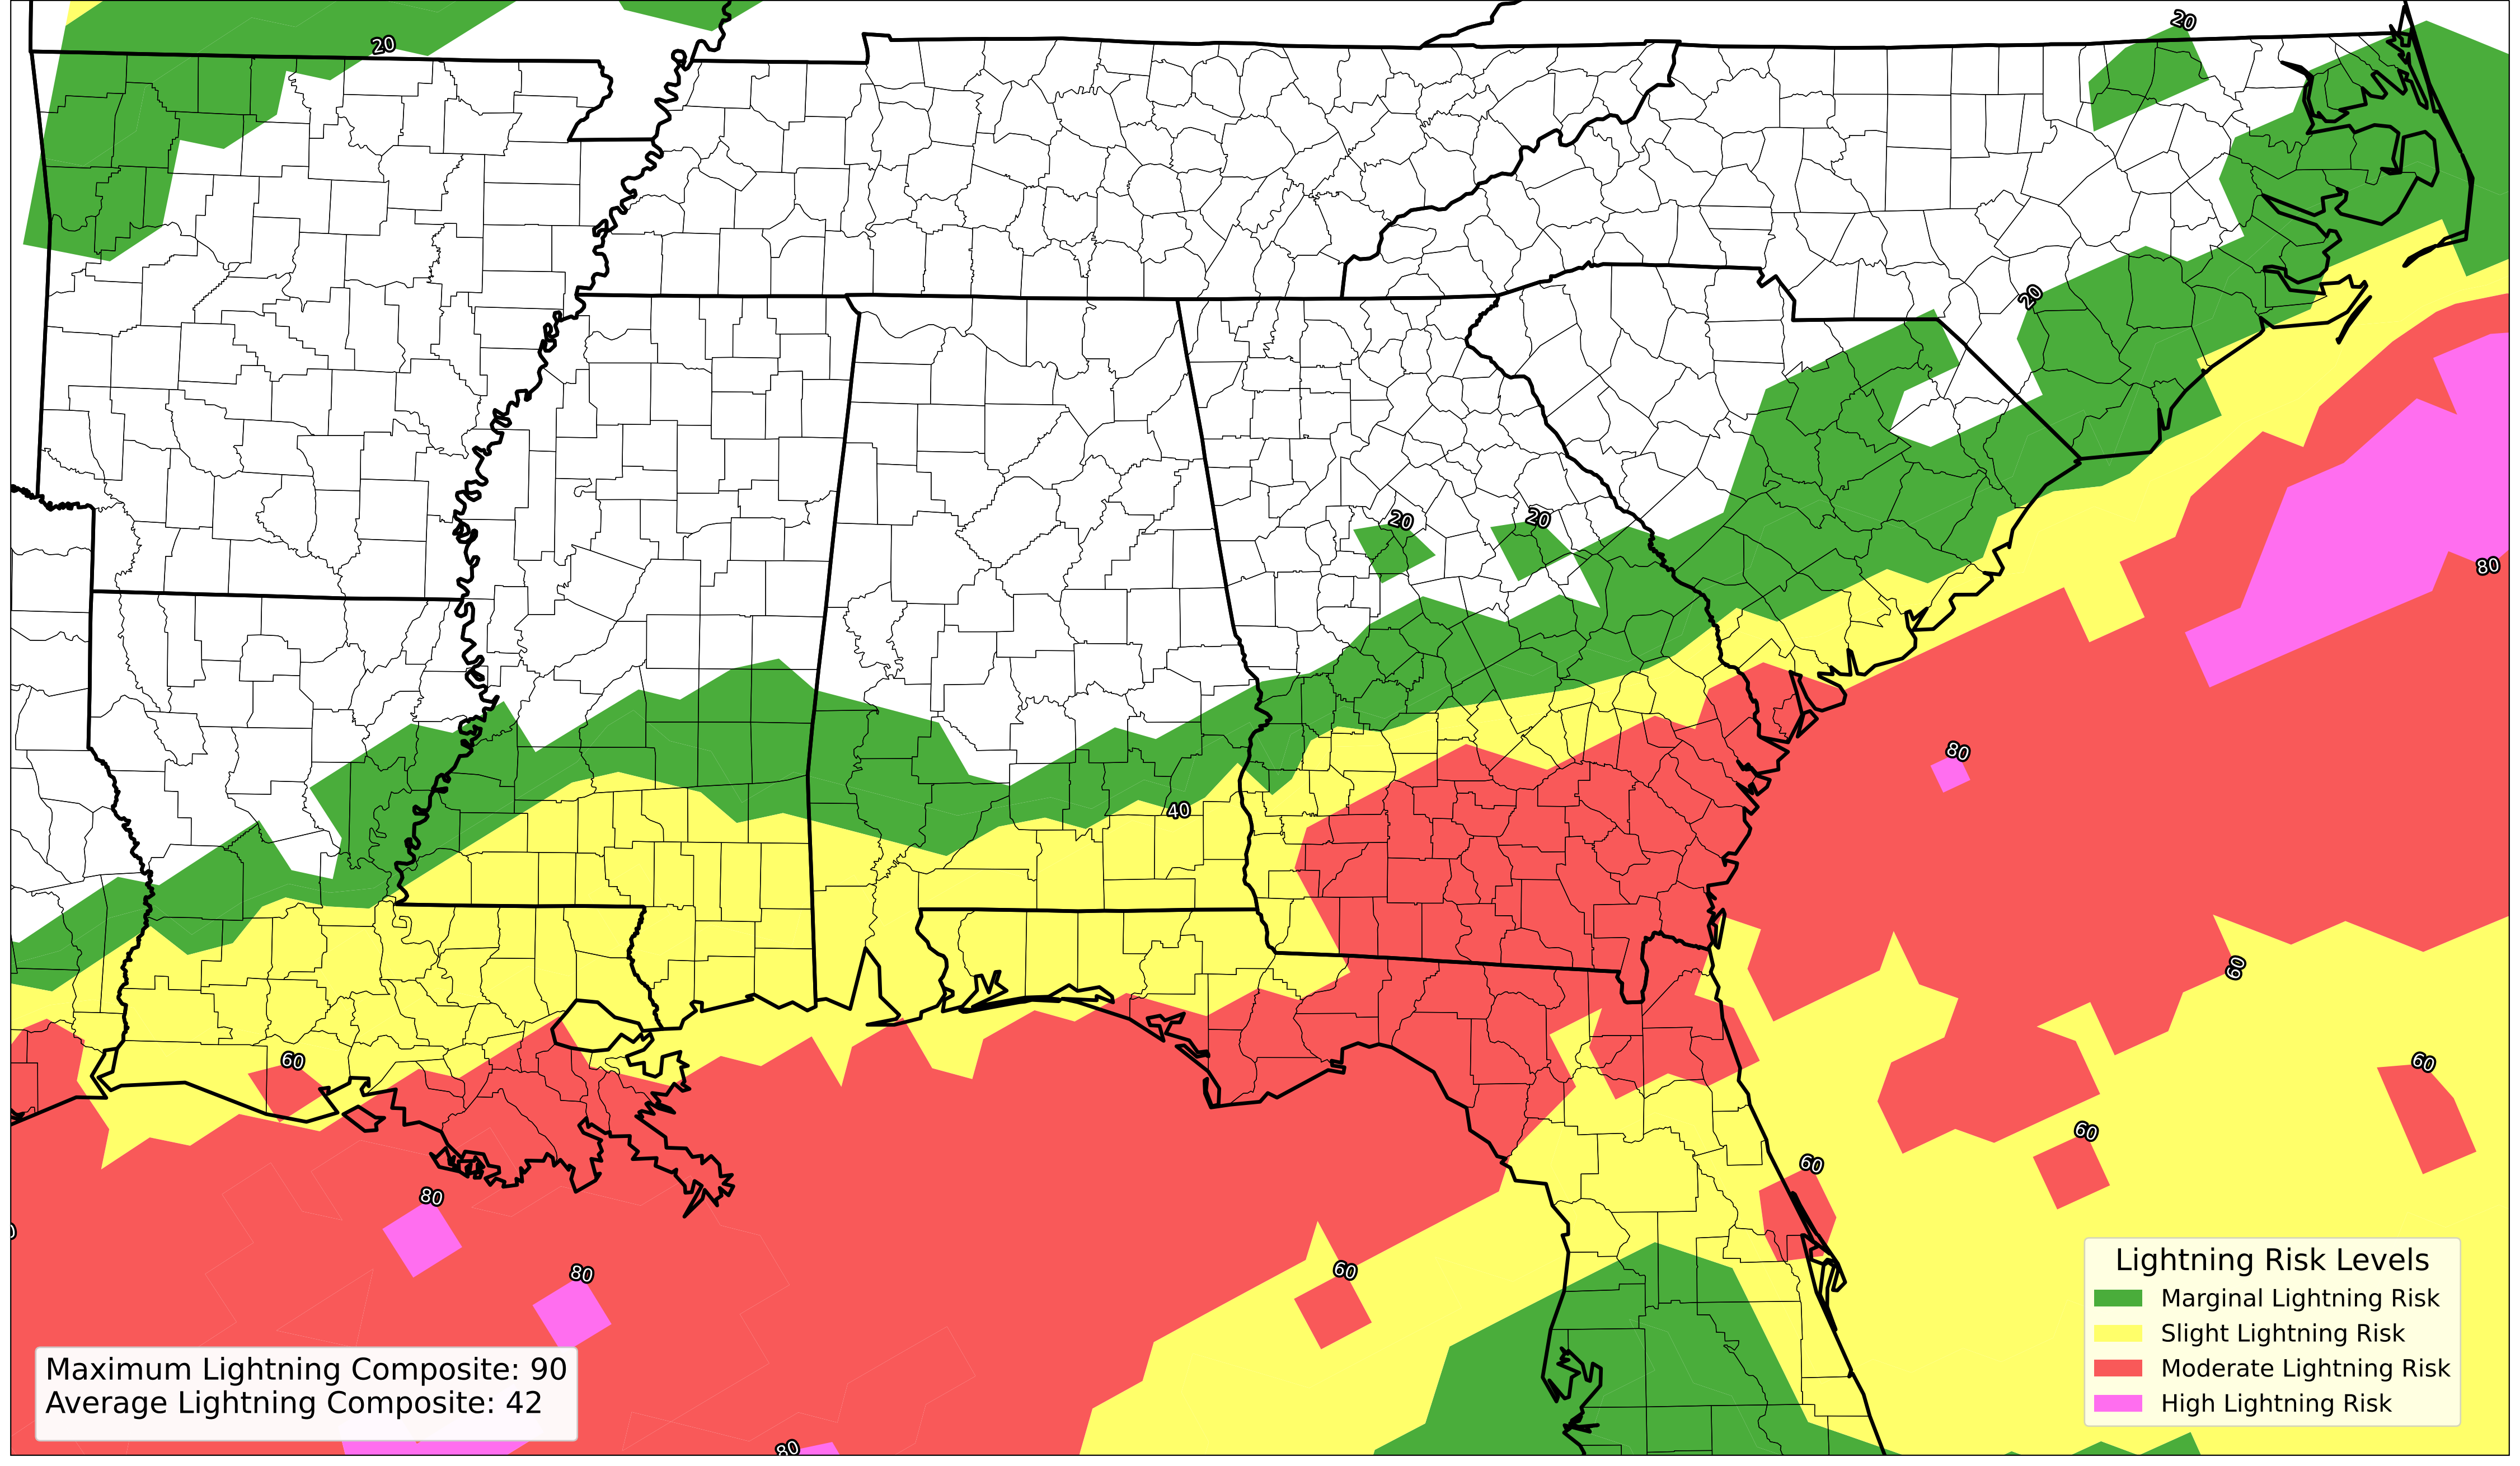 20
20
20
20
20
80
80
40
60
60
60
60
60
80
80
60
80
Lightning Risk Levels
Marginal Lightning Risk
Slight Lightning Risk
Moderate Lightning Risk
High Lightning Risk
Maximum Lightning Composite: 90
Average Lightning Composite: 42